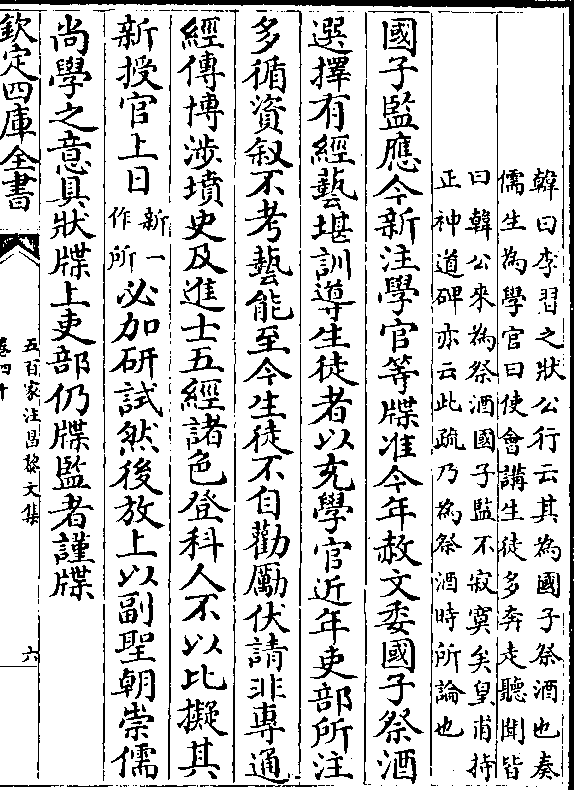 韓曰李習之狀公行云其為國子祭酒也奏
儒生為學官曰使會講生徒多奔走聽聞皆
曰韓公來為祭酒國子監不寂寞矣皇甫持
正神道碑亦云此疏乃為祭酒時所論也
國子監應今新注學官等牒准今年赦文委國子祭酒
選擇有經藝堪訓導生徒者以充學官近年吏部所注
多循資叙不考藝能至令生徒不自勸勵伏請非專通
經傳博涉墳史及進士五經諸色登科人不以比擬其
新授官上日新一作所必加研試然後放上以副聖朝崇儒
尚學之意具狀牒上吏部仍牒監者謹牒
欽定四庫全書
五百家注昌黎文集
卷四十
六